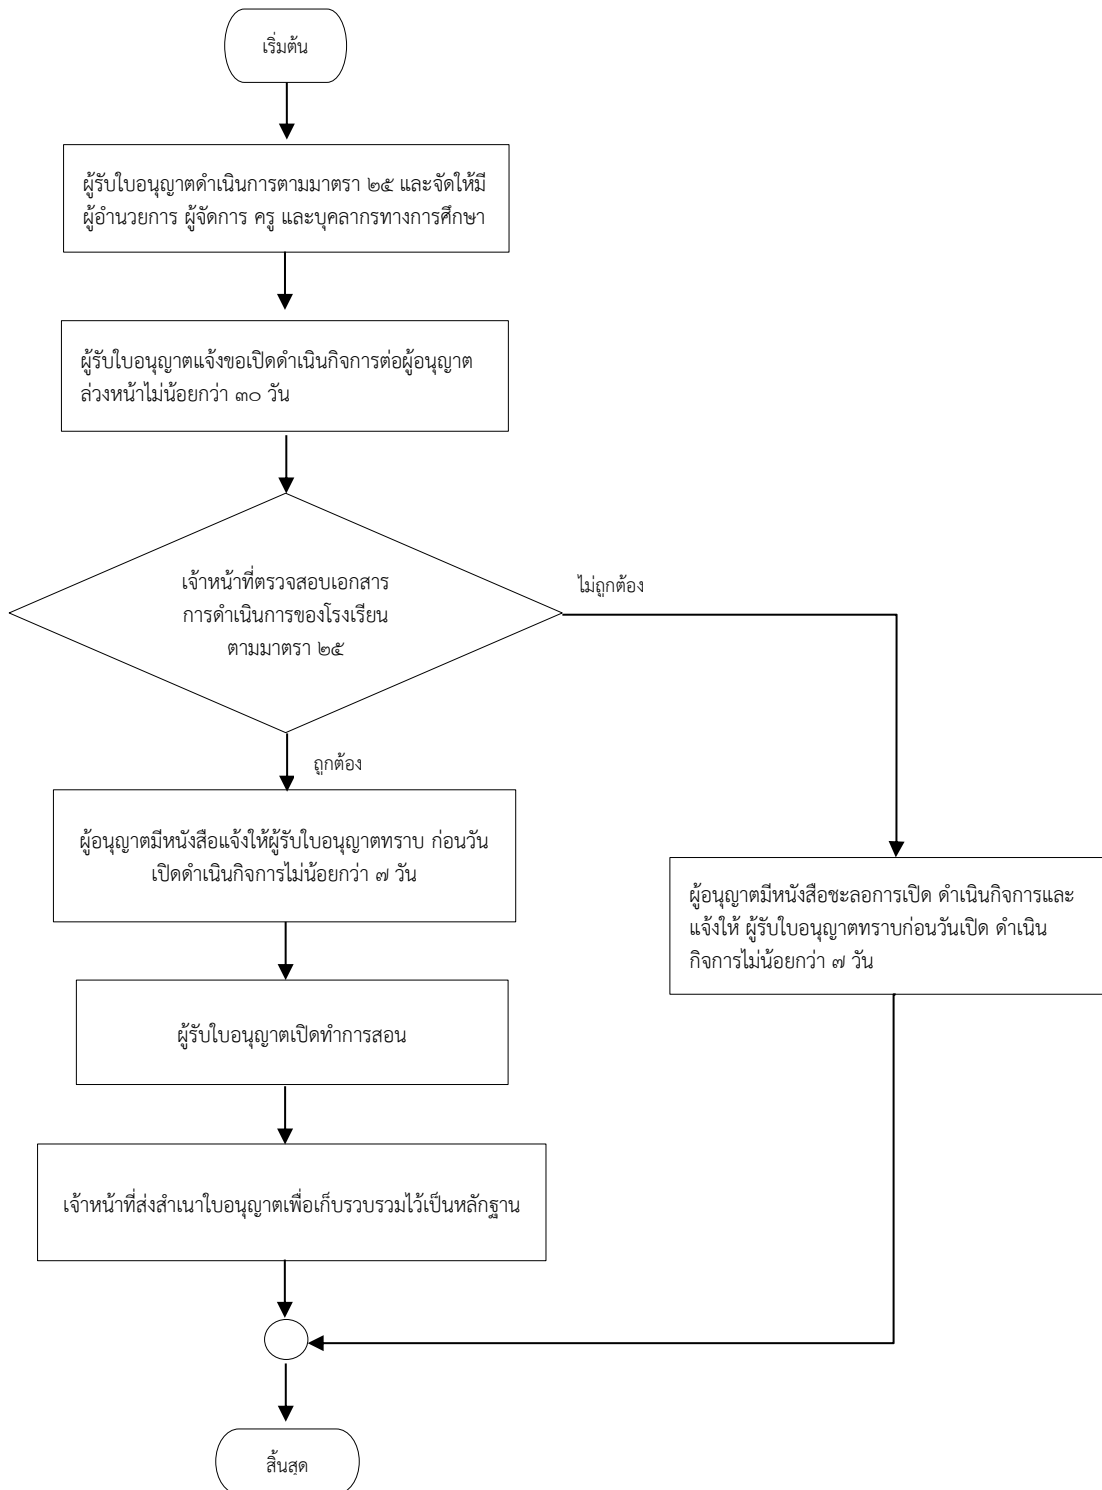 เริ่มต้น
ผู้รับใบอนุญาตดำเนินการตามมาตรา ๒๕ และจัดให้มี
ผู้อำนวยการ ผู้จัดการ ครู และบุคลากรทางการศึกษา
ผู้รับใบอนุญาตแจ้งขอเปิดดำเนินกิจการต่อผู้อนุญาต
ล่วงหน้าไม่น้อยกว่า ๓๐ วัน
เจ้าหน้าที่ตรวจสอบเอกสาร
การดำเนินการของโรงเรียน
ตามมาตรา ๒๕
ไม่ถูกต้อง
ถูกต้อง
ผู้อนุญาตมีหนังสือแจ้งให้ผู้รับใบอนุญาตทราบ ก่อนวัน
เปิดดำเนินกิจการไม่น้อยกว่า ๗ วัน
ผู้อนุญาตมีหนังสือชะลอการเปิด ดำเนินกิจการและ
แจ้งให้ ผู้รับใบอนุญาตทราบก่อนวันเปิด ดำเนิน
กิจการไม่น้อยกว่า ๗ วัน
ผู้รับใบอนุญาตเปิดทำการสอน
เจ้าหน้าที่ส่งสำเนาใบอนุญาตเพื่อเก็บรวบรวมไว้เป็นหลักฐาน
สิ้นสุด